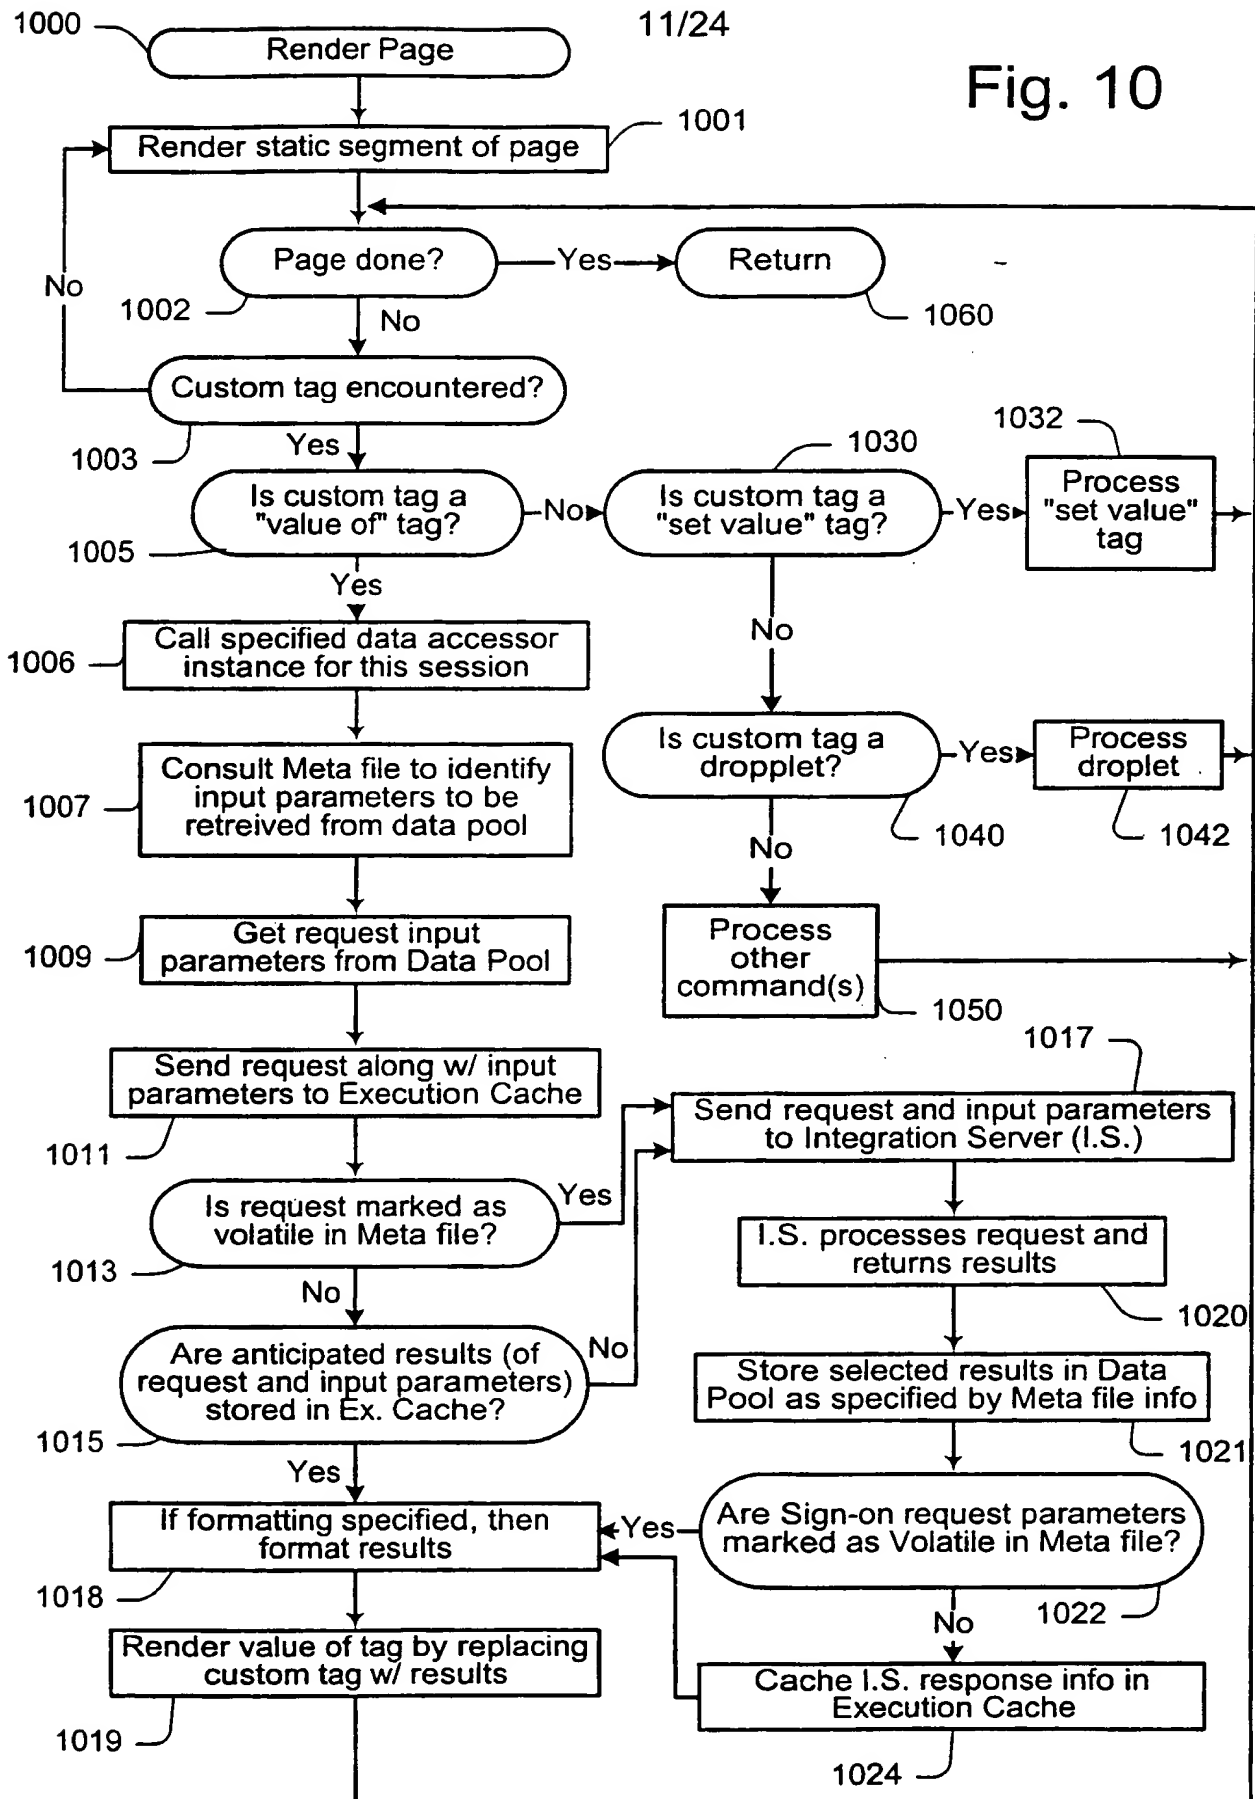 1000
11/24
Render Page
Fig. 10
1001
Render static segment of page
Page done?
Yes
Return
No
1002
1060
No
Custom tag encountered?
1003
Yes
1030
1032
Is custom tag a
"value of" tag?
No
Is custom tag a
"set value" tag?
Yes
Process
"set value"
tag
1005
Yes
No
Call specified data accessor
instance for this session
1006
Consult Meta file to identify
input parameters to be
retreived from data pool
1007
Is custom tag a
dropplet?
Yes
Process
droplet
1040
1042
No
Get request input
parameters from Data Pool
1009
Process
other
command(s)
1050
1017
Send request along w/ input
parameters to Execution Cache
1011
Send request and input parameters
to Integration Server (I.S.)
Is request marked as
volatile in Meta file?
Yes
1013
No
I.S. processes request and
returns results
1020
Are anticipated results (of
request and input parameters)
stored in Ex. Cache?
No
1015
Yes
Store selected results in Data
Pool as specified by Meta file info
1021
Are Sign-on request parameters
marked as Volatile in Meta file?
Yes
1022
No
If formatting specified, then
format results
1018
Render value of tag by replacing
custom tag w/ results
1019
Cache I.S. response info in
Execution Cache
1024